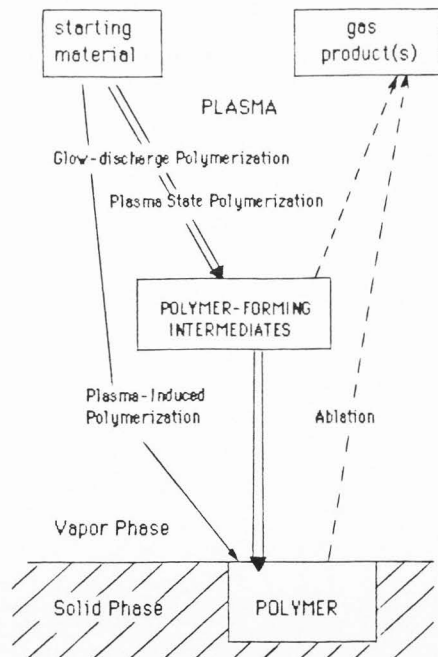 starting
material
gas
product(s)
PLASMA
Glow-discharge Polymerization
Plasma State Polymerization
POLYMER-FORMING
INTERMEDIATES
Plasma-Induced
Polymerization
Ablation
Vapor Phase
Solid Phase
POLYMER